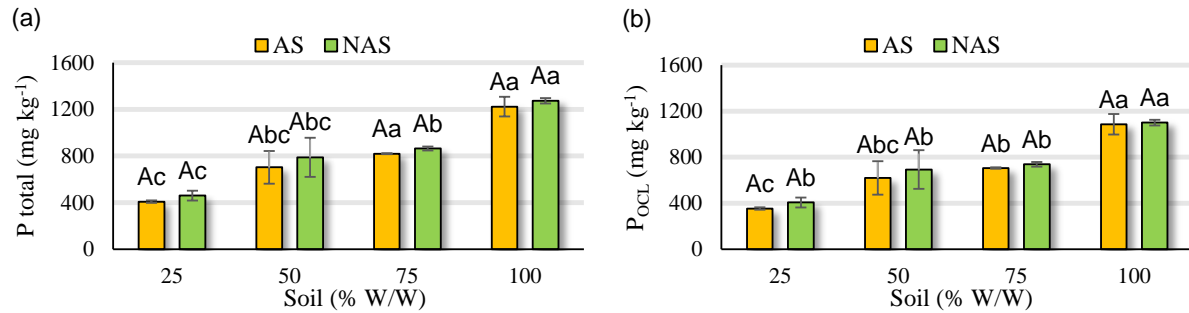 (a)
AS NAS
P total (mg kg-1)
1600
1200
800
400
0
Ac Ac Abc Abc Aa Ab Aa Aa
25 50 75 100
Soil (% W/W)
(b)
AS NAS
POCL (mg kg-1)
1600
1200
800
400
0
Ac Ab Abc Ab Ab Ab Aa Aa
25 50 75 100
Soil (% W/W)